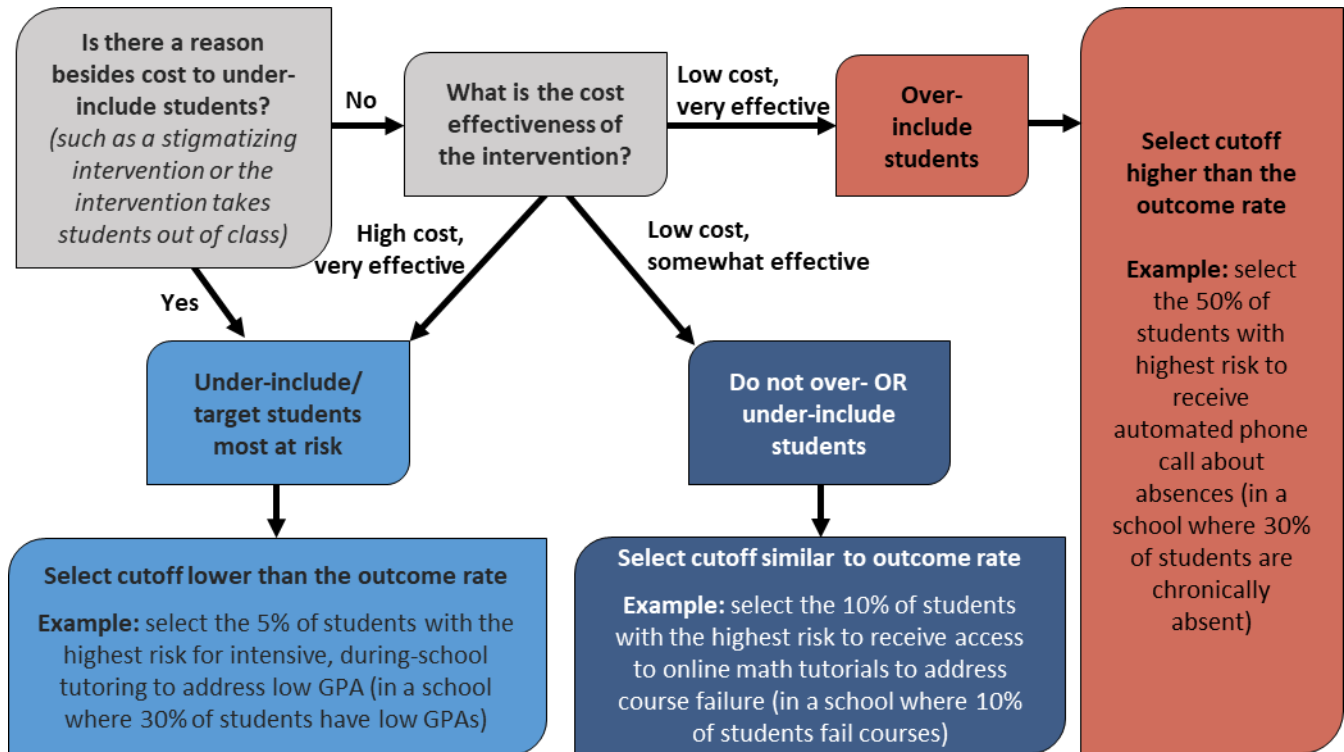 Is there a reason
besides cost to under-
include students?
(such as a stigmatizing
intervention or the
intervention takes
students out of class)
No
What is the cost
effectiveness of
the intervention?
Low cost,
very effective
Over-
include
students
Select cutoff
higher than the
outcome rate
Example: select
the 50% of
students with
highest risk to
receive
automated phone
call about
absences (in a
school where 30%
of students are
chronically
absent)
Yes
High cost,
very effective
Low cost,
somewhat effective
Under-include/
target students
most at risk
Do not over- OR
under-include
students
Select cutoff lower than the outcome rate
Example: select the 5% of students with the
highest risk for intensive, during-school
tutoring to address low GPA (in a school
where 30% of students have low GPAs)
Select cutoff similar to outcome rate
Example: select the 10% of students
with the highest risk to receive access
to online math tutorials to address
course failure (in a school where 10%
of students fail courses)